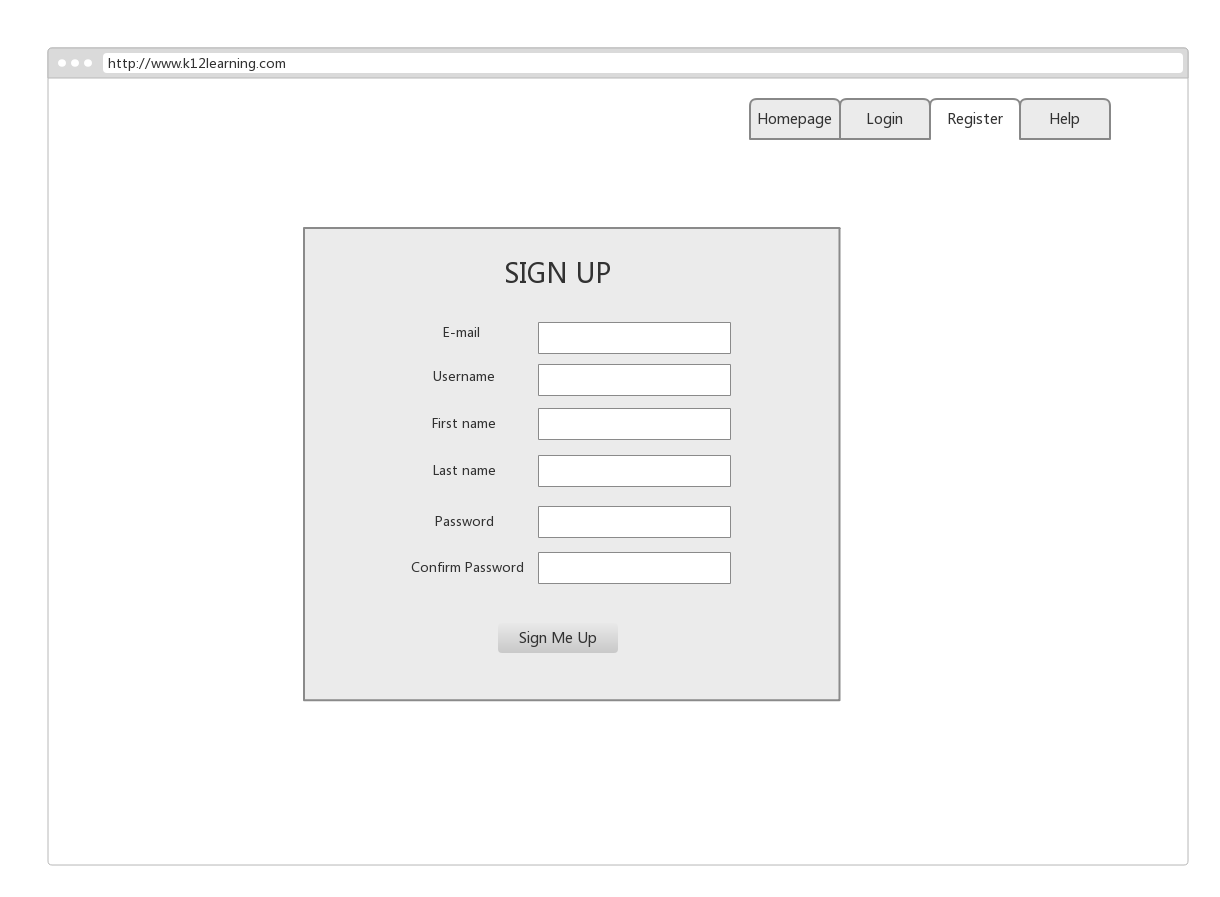 http://www.k12learning.com
Homepage Login Register Help
SIGN UP
E-mail
Username
First name
Last name
Password
Confirm Password
Sign Me Up